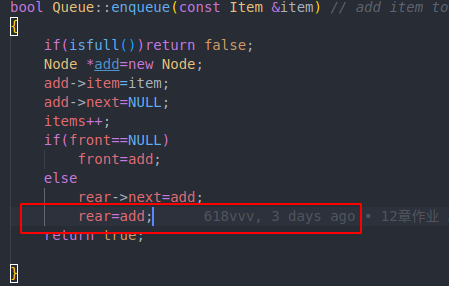 bool Queue::enqueue(const Item &item) // add item to
{
    if(isfull())return false;
    Node *add=new Node;
    add->item=item;
    add->next=NULL;
    items++;
    if(front==NULL)
        front=add;
    else
        rear->next=add;
        rear=add;        618vvv, 3 days ago • 12章作业
    return true;
}